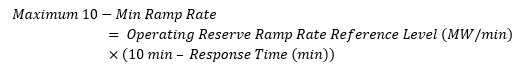 Maximum 10 − Min Ramp Rate
= Operating Reserve Ramp Rate Reference Level (MW/min)
× (10 min – Response Time (min))